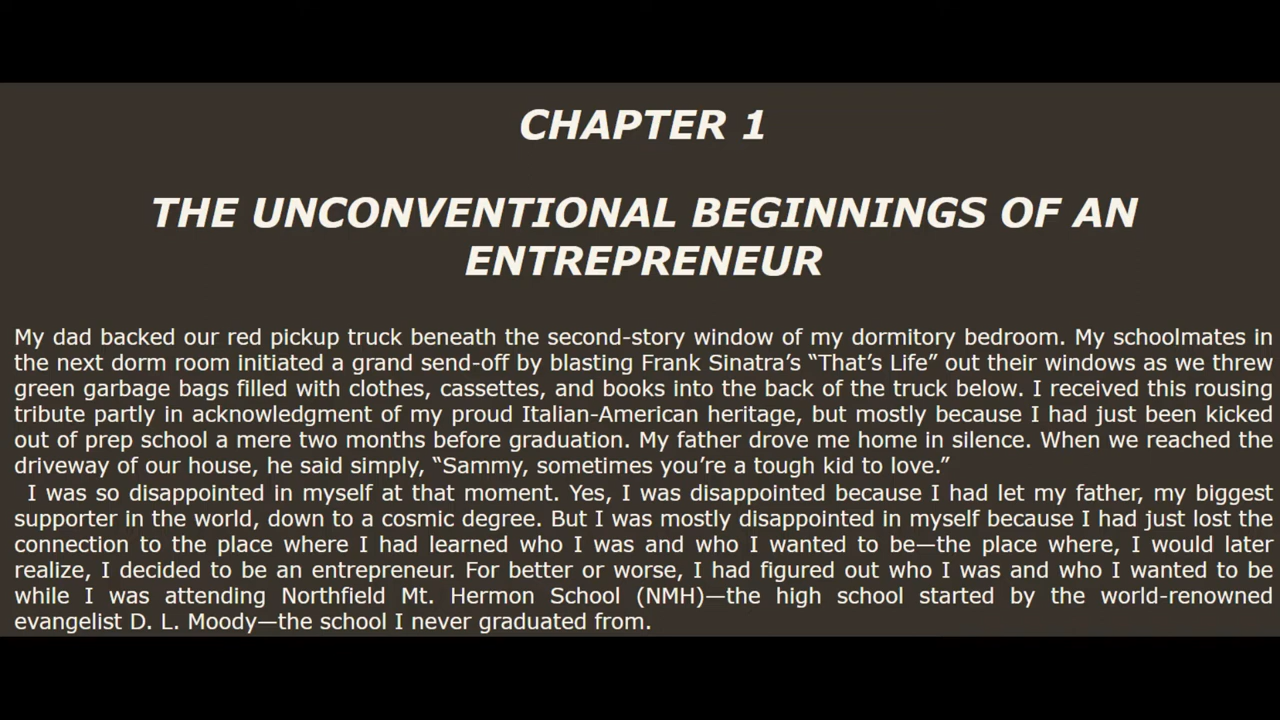 CHAPTER 1
THE UNCONVENTIONAL BEGINNINGS OF AN
ENTREPRENEUR
My dad backed our red pickup truck beneath the second-story window of my dormitory bedroom. My schoolmates in
the next dorm room initiated a grand send-off by blasting Frank Sinatra’s “That’s Life” out their windows as we threw
green garbage bags filled with clothes, cassettes, and books into the back of the truck below. I received this rousing
tribute partly in acknowledgment of my proud Italian-American heritage, but mostly because I had just been kicked
out of prep school a mere two months before graduation. My father drove me home in silence. When we reached the
driveway of our house, he said simply, “Sammy, sometimes you’re a tough kid to love.”
I was so disappointed in myself at that moment. Yes, I was disappointed because I had let my father, my biggest
supporter in the world, down to a cosmic degree. But I was mostly disappointed in myself because I had just lost the
connection to the place where I had learned who I was and who I wanted to be—the place where, I would later
realize, I decided to be an entrepreneur. For better or worse, I had figured out who I was and who I wanted to be
while I was attending Northfield Mt. Hermon School (NMH)—the high school started by the world-renowned
evangelist D. L. Moody—the school I never graduated from.